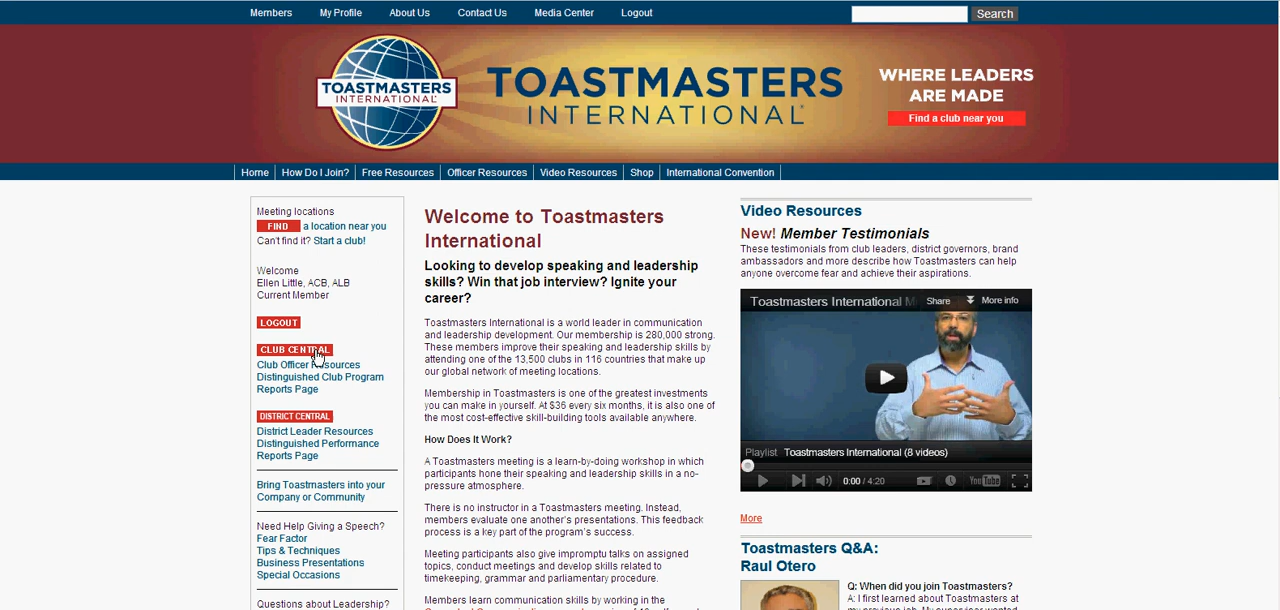 Members My Profile About Us Contact Us Media Center Logout Search
TOASTMASTERS
INTERNATIONAL
TOASTMASTERS
INTERNATIONAL
WHERE LEADERS
ARE MADE
Find a club near you
Home How Do I Join? Free Resources Officer Resources Video Resources Shop International Convention
Meeting locations
FIND a location near you
Can't find it? Start a club!
Welcome
Ellen Little, ACB, ALB
Current Member
LOGOUT
CLUB CENTRAL
Club Officer Resources
Distinguished Club Program
Reports Page
DISTRICT CENTRAL
District Leader Resources
Distinguished Performance
Reports Page
Bring Toastmasters into your
Company or Community
Need Help Giving a Speech?
Fear Factor
Tips & Techniques
Business Presentations
Special Occasions
Questions about Leadership?
Welcome to Toastmasters
International
Looking to develop speaking and leadership
skills? Win that job interview? Ignite your
career?
Toastmasters International is a world leader in communication
and leadership development. Our membership is 280,000 strong.
These members improve their speaking and leadership skills by
attending one of the 13,500 clubs in 116 countries that make up
our global network of meeting locations.
Membership in Toastmasters is one of the greatest investments
you can make in yourself. At $36 every six months, it is also one of
the most cost-effective skill-building tools available anywhere.
How Does It Work?
A Toastmasters meeting is a learn-by-doing workshop in which
participants hone their speaking and leadership skills in a no-
pressure atmosphere.
There is no instructor in a Toastmasters meeting. Instead,
members evaluate one another's presentations. This feedback
process is a key part of the program's success.
Meeting participants also give impromptu talks on assigned
topics, conduct meetings and develop skills related to
timekeeping, grammar and parliamentary procedure.
Members learn communication skills by working in the
Video Resources
New! Member Testimonials
These testimonials from club leaders, district governors, brand
ambassadors and more describe how Toastmasters can help
anyone overcome fear and achieve their aspirations.
Toastmasters International M Share More info
Playlist Toastmasters International (8 videos)
0:00 / 4:20 YouTube
More
Toastmasters Q&A:
Raul Otero
Q: When did you join Toastmasters?
A: I first learned about Toastmasters at